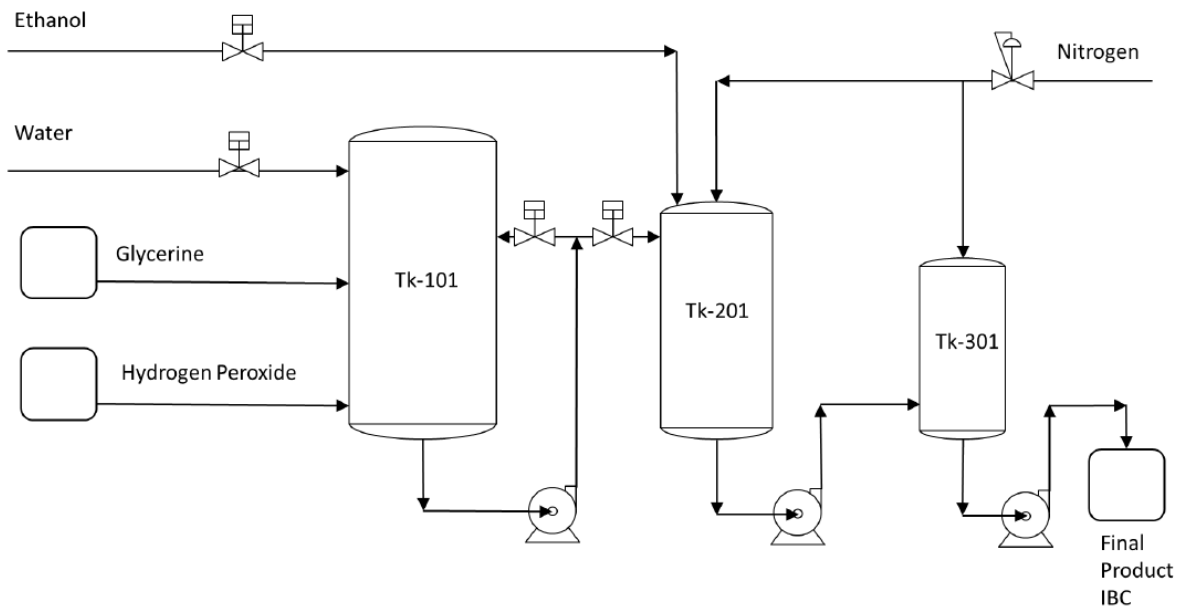 Ethanol
Nitrogen
Water
Glycerine
Tk-101
Tk-201
Tk-301
Hydrogen Peroxide
Final
Product
IBC